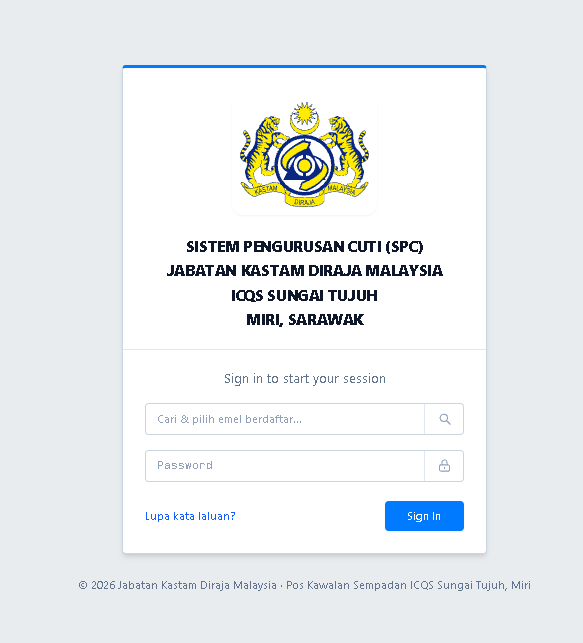 KASTAM DIRAJA MALAYSIA
SISTEM PENGURUSAN CUTI (SPC)
JABATAN KASTAM DIRAJA MALAYSIA
ICQS SUNGAI TUJUH
MIRI, SARAWAK
Sign in to start your session
Cari & pilih emel berdaftar...
Password
Lupa kata laluan?
Sign In
© 2026 Jabatan Kastam Diraja Malaysia · Pos Kawalan Sempadan ICQS Sungai Tujuh, Miri